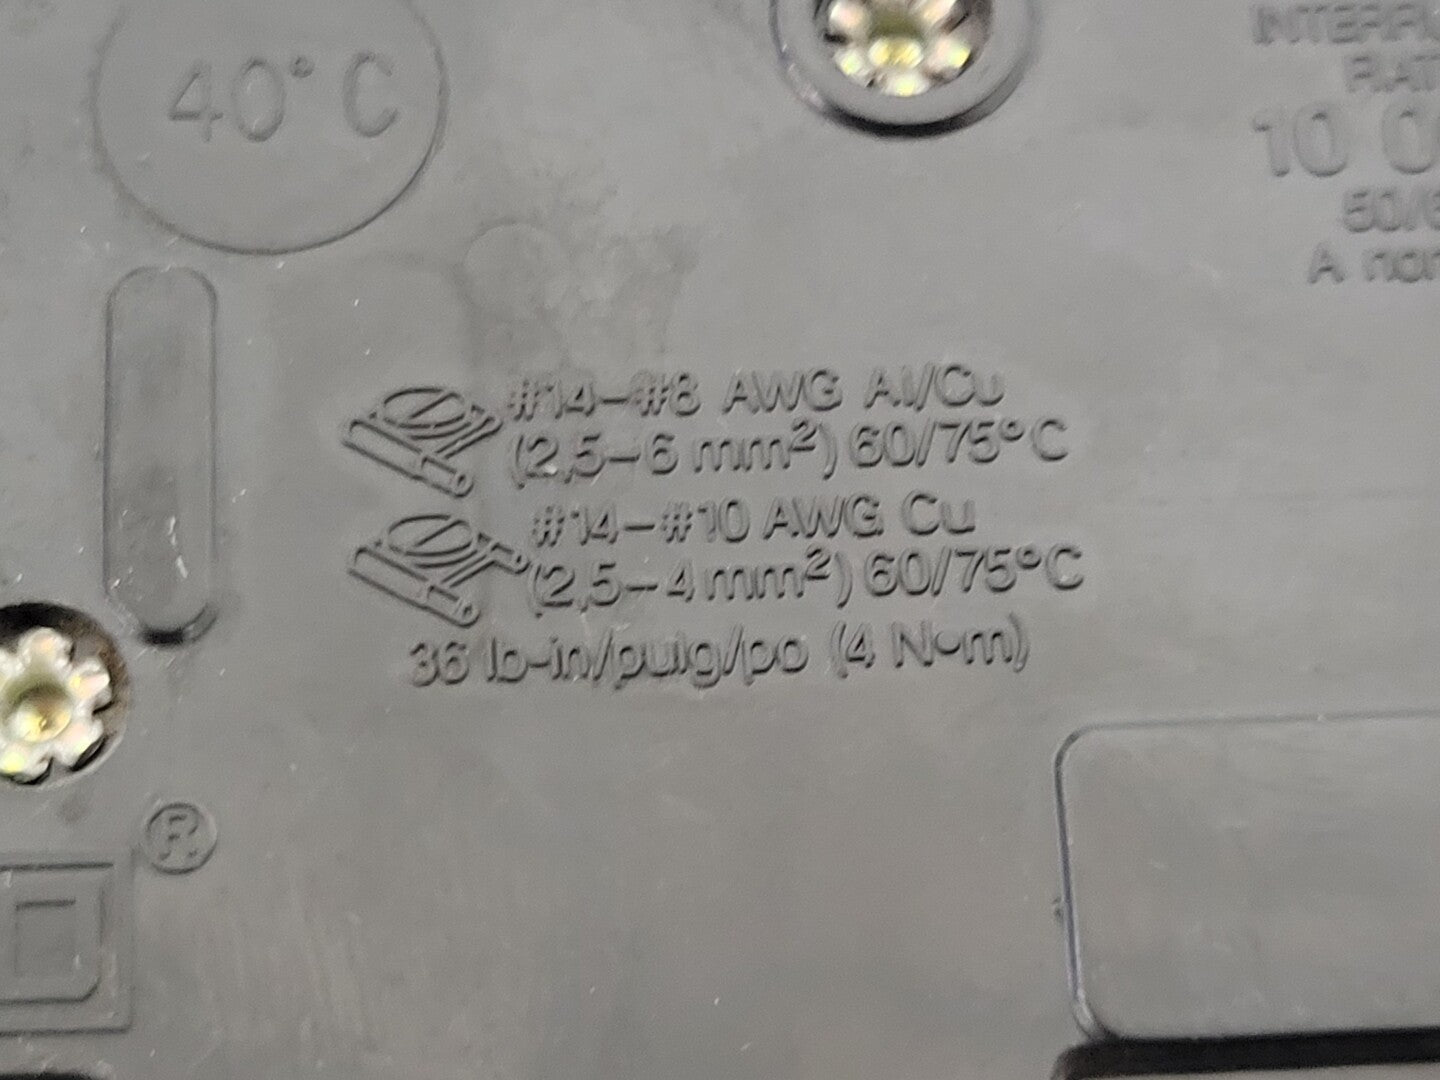 40° C
10
A
#14-#8 AWG Al/Cu
(2,5-6 mm²) 60/75°C
#14-#10 AWG Cu
(2,5-4 mm²) 60/75°C
36 lb-in/pulg/po (4 N•m)
®